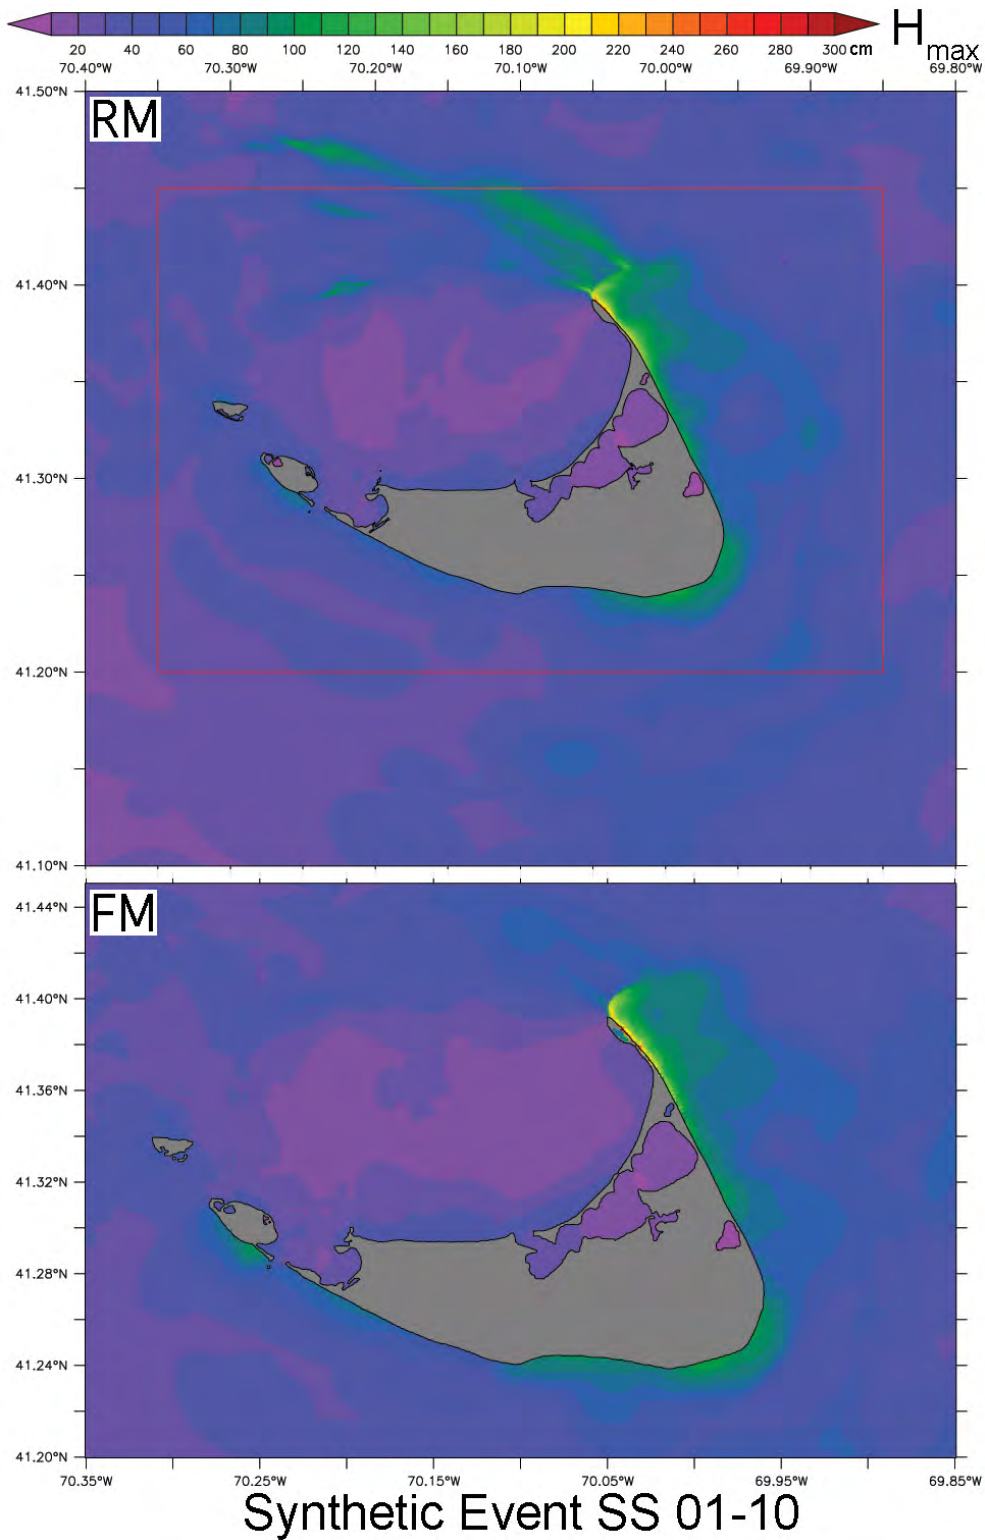 20 40 60 80 100 120 140 160 180 200 220 240 260 280 300 cm Hmax
70.40°W 70.30°W 70.20°W 70.10°W 70.00°W 69.90°W 69.80°W
41.50°N
RM
41.40°N
41.30°N
41.20°N
41.10°N
FM
41.44°N
41.40°N
41.36°N
41.32°N
41.28°N
41.24°N
41.20°N
70.35°W 70.25°W 70.15°W 70.05°W 69.95°W 69.85°W
Synthetic Event SS 01-10